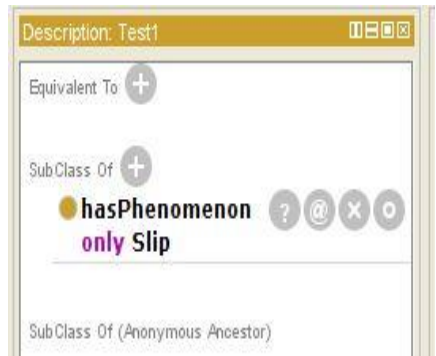 Description: Test1
Equivalent To
SubClass Of
hasPhenomenon
only Slip
SubClass Of (Anonymous Ancestor)